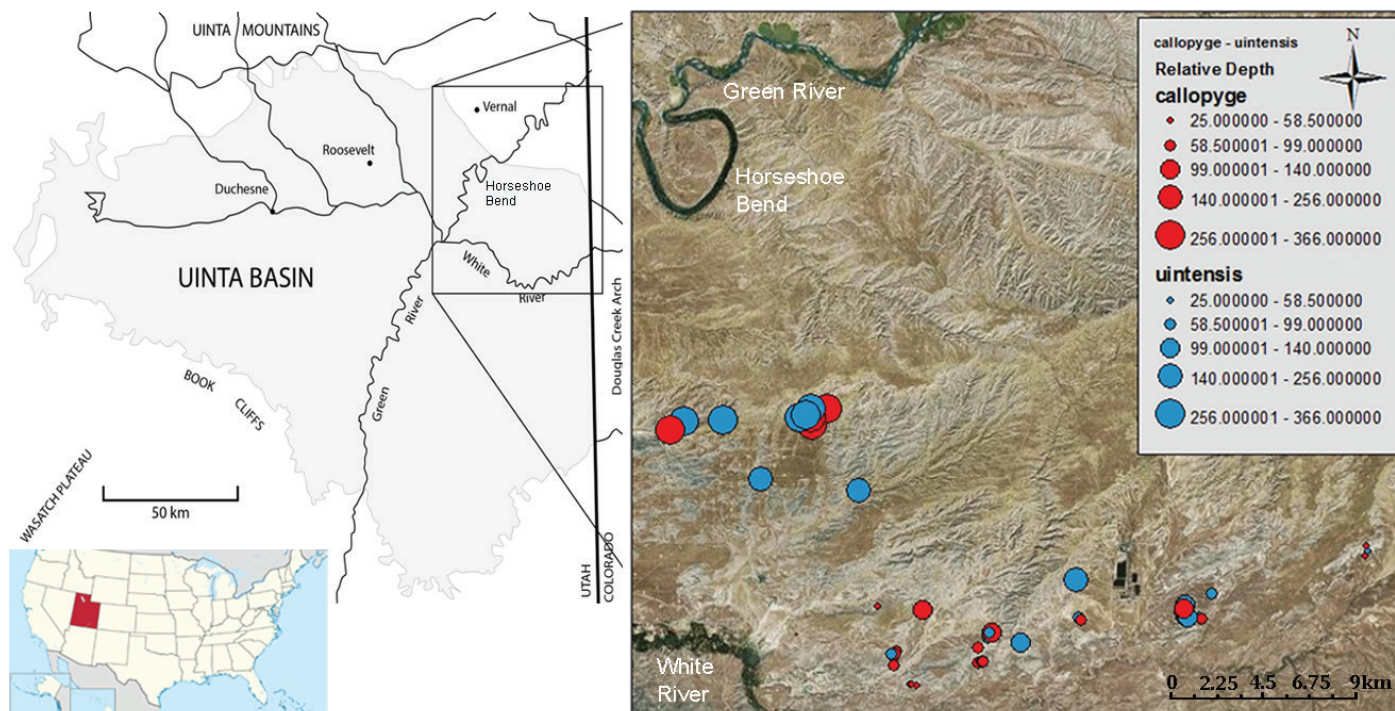 UINTA MOUNTAINS
Vernal
Roosevelt
Duchesne
Horseshoe
Bend
White
River
UINTA BASIN
River
Green
BOOK
CLIFFS
Douglas Creek Arch
WASATCH PLATEAU
50 km
UTAH
COLORADO
Green River
Horseshoe
Bend
White
River
callopyge - uintensis
N
Relative Depth
callopyge
25.000000 - 58.500000
58.500001 - 99.000000
99.000001 - 140.000000
140.000001 - 256.000000
256.000001 - 366.000000
uintensis
25.000000 - 58.500000
58.500001 - 99.000000
99.000001 - 140.000000
140.000001 - 256.000000
256.000001 - 366.000000
0 2.25 4.5 6.75 9km